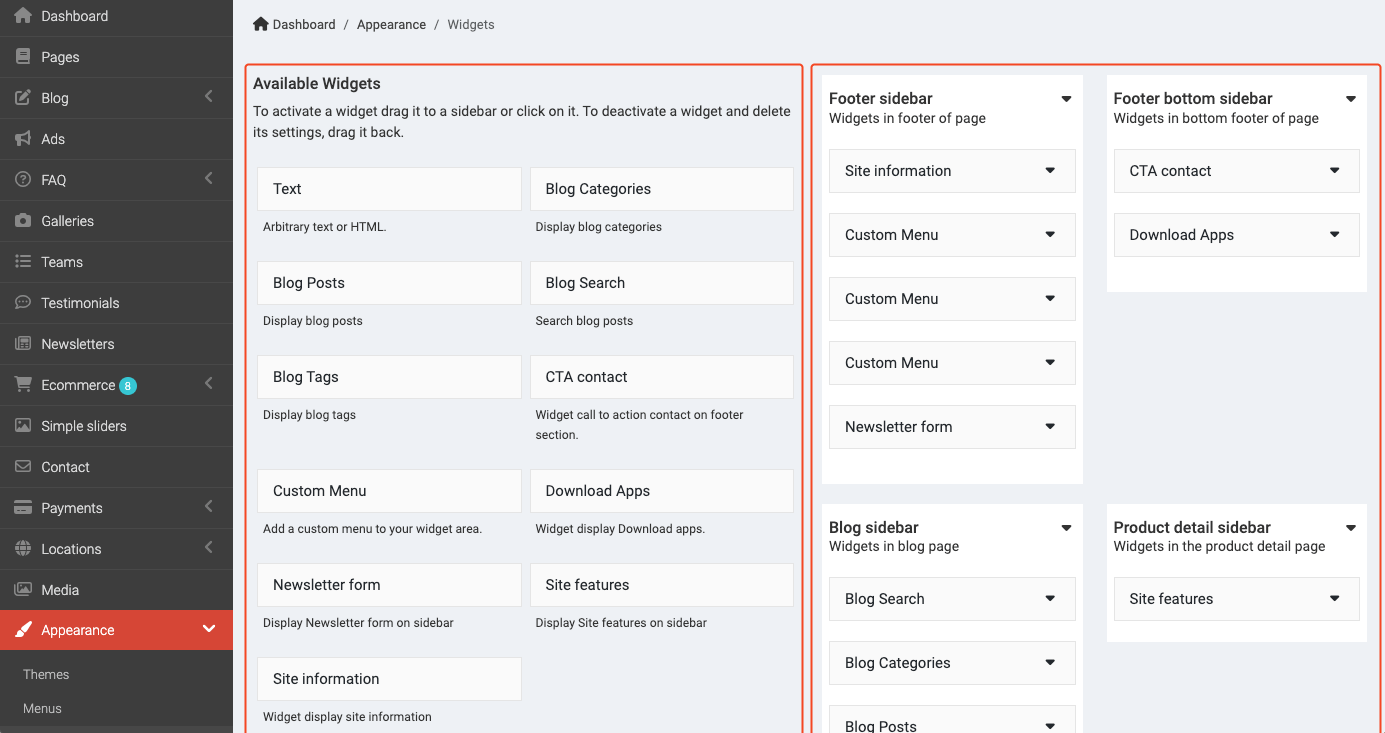 Dashboard
Pages
Blog
Ads
FAQ
Galleries
Teams
Testimonials
Newsletters
Ecommerce 8
Simple sliders
Contact
Payments
Locations
Media
Appearance
Themes
Menus
Dashboard / Appearance / Widgets
Available Widgets
To activate a widget drag it to a sidebar or click on it. To deactivate a widget and delete
its settings, drag it back.
Text
Arbitrary text or HTML.
Blog Categories
Display blog categories
Blog Posts
Display blog posts
Blog Search
Search blog posts
Blog Tags
Display blog tags
CTA contact
Widget call to action contact on footer
section.
Custom Menu
Add a custom menu to your widget area.
Download Apps
Widget display Download apps.
Newsletter form
Display Newsletter form on sidebar
Site features
Display Site features on sidebar
Site information
Widget display site information
Footer sidebar
Widgets in footer of page
Site information
Custom Menu
Custom Menu
Custom Menu
Newsletter form
Footer bottom sidebar
Widgets in bottom footer of page
CTA contact
Download Apps
Blog sidebar
Widgets in blog page
Blog Search
Blog Categories
Blog Posts
Product detail sidebar
Widgets in the product detail page
Site features